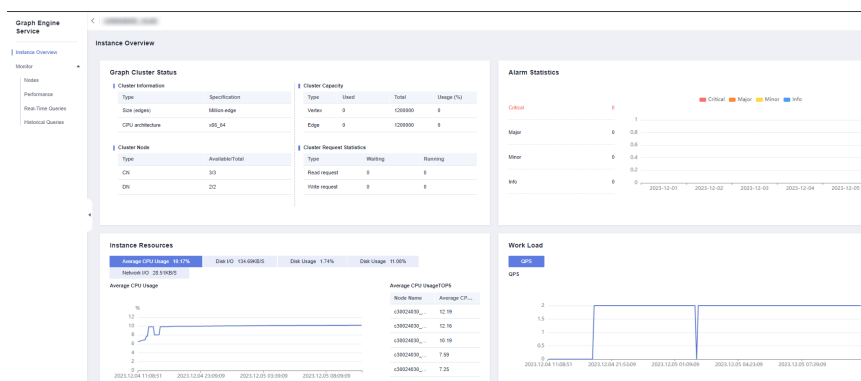 Graph Engine
Service
Instance Overview
Monitor
Nodes
Performance
Real-Time Queries
Historical Queries
Instance Overview
Graph Cluster Status
Cluster Information
Type Specification
Size (edges) Million-edge
CPU architecture x86_64
Cluster Node
Type Available/Total
CN 3/3
DN 2/2
Cluster Capacity
Type Used Total Usage (%)
Vertex 0 1200000 0
Edge 0 1200000 0
Cluster Request Statistics
Type Waiting Running
Read request 0 0
Write request 0 0
Alarm Statistics
Critical 0
Major 0
Minor 0
Info 0
Critical Major Minor Info
1
0.8
0.6
0.4
0.2
0
2023-12-01 2023-12-02 2023-12-03 2023-12-04 2023-12-05
Instance Resources
Average CPU Usage 10.17% Disk I/O 134.69KB/S Disk Usage 1.74% Disk Usage 11.00%
Network I/O 28.51KB/S
Average CPU Usage
%
12
10
8
6
4
2
0
2023.12.04 11:08:51 2023.12.04 23:09:09 2023.12.05 03:39:09 2023.12.05 08:09:09
Average CPU UsageTOP5
Node Name Average CP...
c30024030_... 12.19
c30024030_... 12.16
c30024030_... 10.19
c30024030_... 7.59
c30024030_... 7.25
Work Load
QPS
QPS
2
1.5
1
0.5
0
2023.12.04 11:08:51 2023.12.04 21:53:09 2023.12.05 01:09:09 2023.12.05 04:23:09 2023.12.05 07:39:09